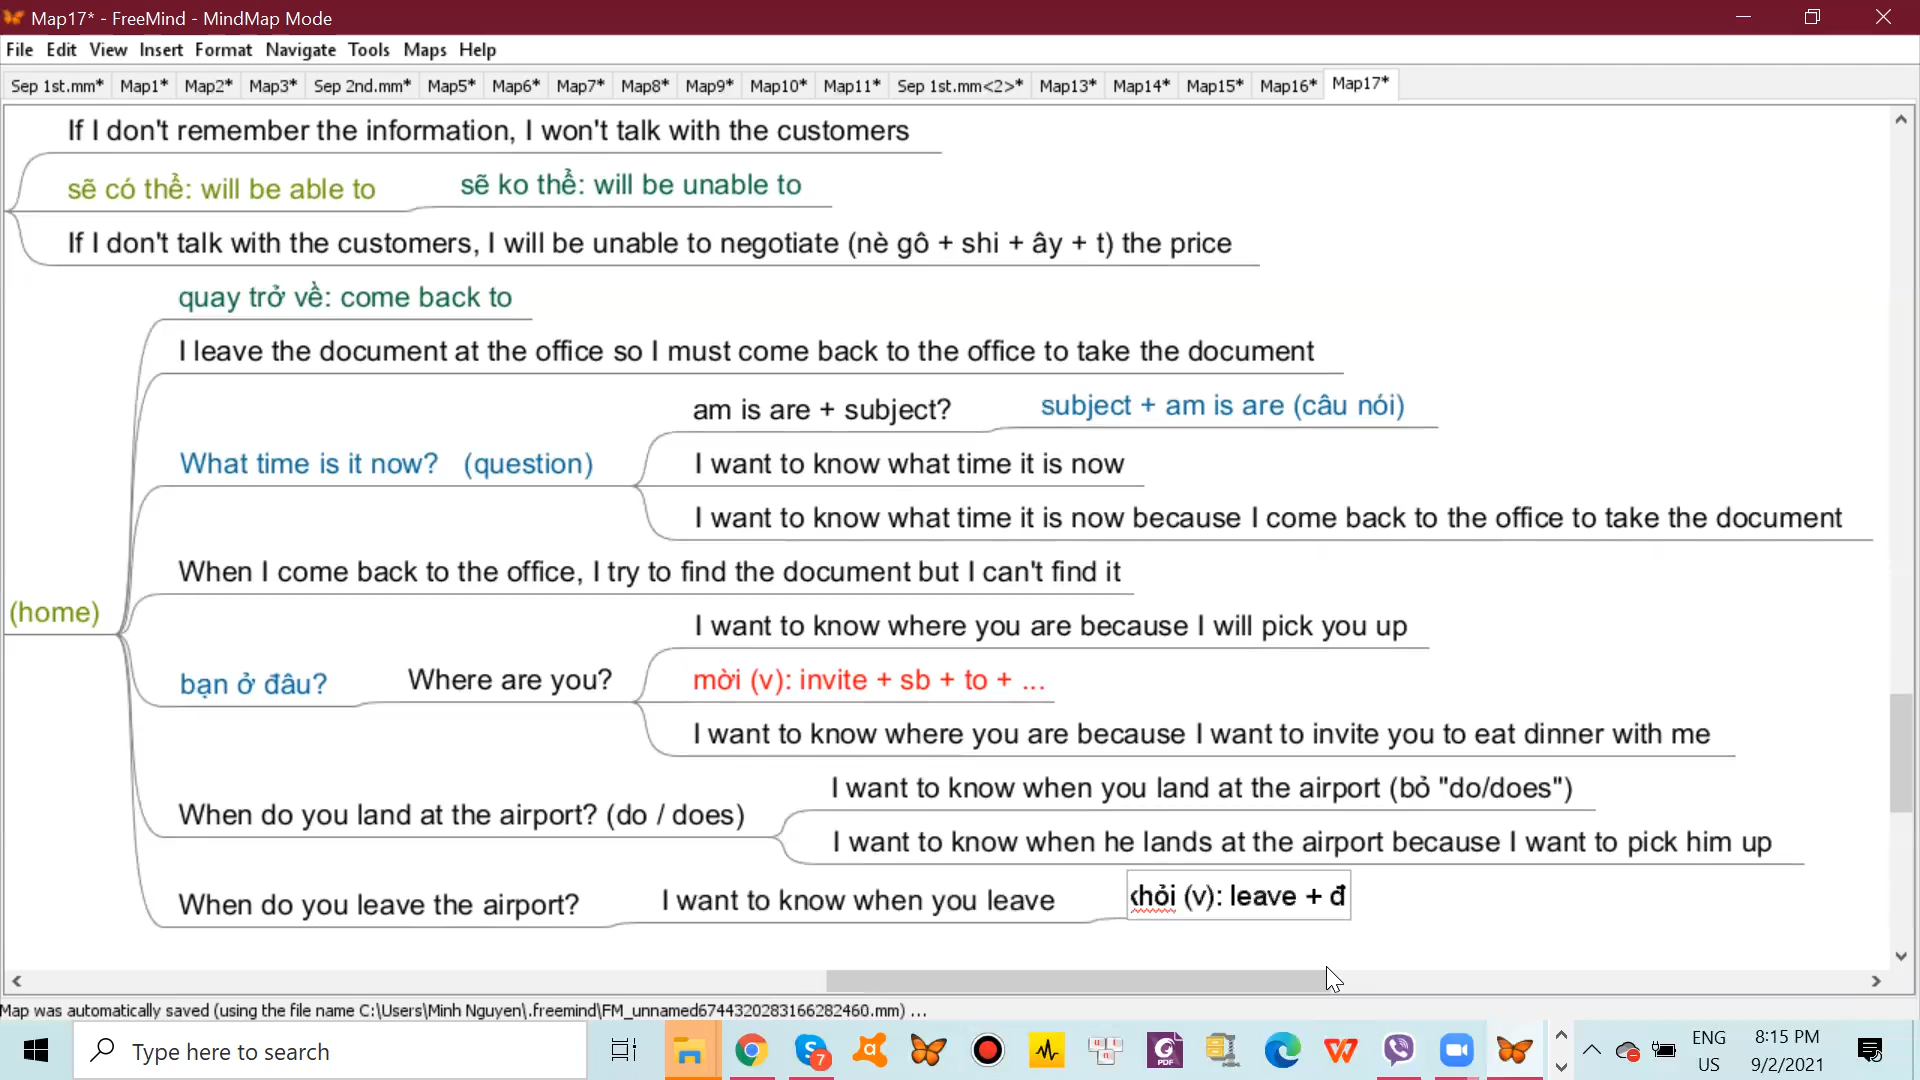 Map17* - FreeMind - MindMap Mode
File Edit View Insert Format Navigate Tools Maps Help
Sep 1st.mm* Map1* Map2* Map3* Sep 2nd.mm* Map5* Map6* Map7* Map8* Map9* Map10* Map11* Sep 1st.mm<2>* Map13* Map14* Map15* Map16* Map17*
If I don't remember the information, I won't talk with the customers
sẽ có thể: will be able to
sẽ ko thể: will be unable to
If I don't talk with the customers, I will be unable to negotiate (nè gô + shi + ây + t) the price
(home)
quay trở về: come back to
I leave the document at the office so I must come back to the office to take the document
What time is it now? (question)
am is are + subject?
subject + am is are (câu nói)
I want to know what time it is now
I want to know what time it is now because I come back to the office to take the document
When I come back to the office, I try to find the document but I can't find it
bạn ở đâu?
Where are you?
I want to know where you are because I will pick you up
mời (v): invite + sb + to + ...
I want to know where you are because I want to invite you to eat dinner with me
When do you land at the airport? (do / does)
I want to know when you land at the airport (bỏ "do/does")
I want to know when he lands at the airport because I want to pick him up
When do you leave the airport?
I want to know when you leave
khỏi (v): leave + đ
Map was automatically saved (using the file name C:\Users\Minh Nguyen\.freemind\FM_unnamed6744320283166282460.mm) ...
Type here to search
7
PDF
ENG
US
8:15 PM
9/2/2021